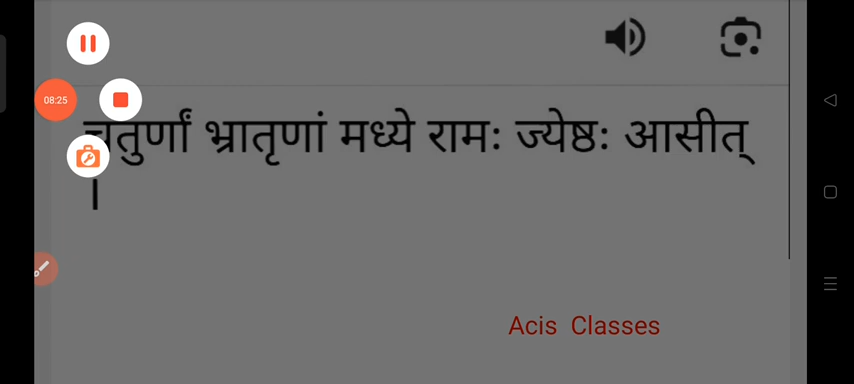 08:25
चतुर्णां भ्रातृणां मध्ये रामः ज्येष्ठः आसीत्
।
Acis Classes